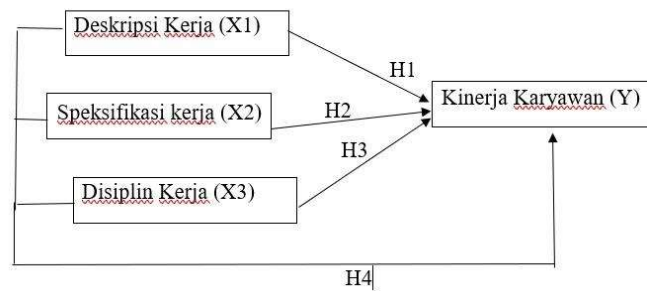 Deskripsi Kerja (X1)
H1
Kinerja Karyawan (Y)
Speksifikasi kerja (X2)
H2
H3
Disiplin Kerja (X3)
H4